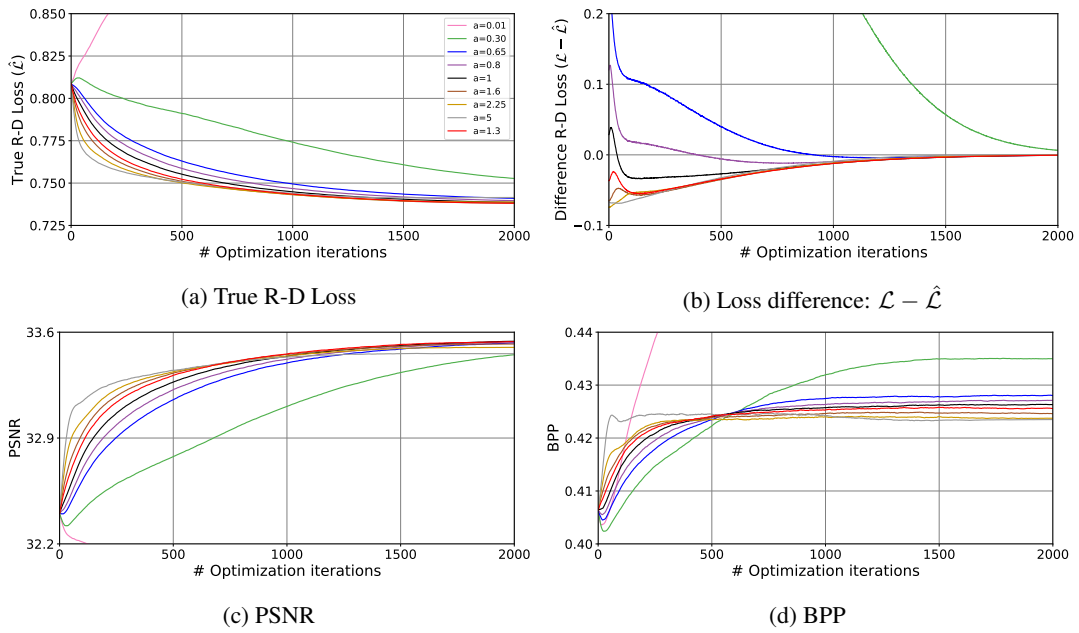 0.850
0.825
0.800
0.775
0.750
0.725
True R-D Loss (ℒ̂)
a=0.01
a=0.30
a=0.65
a=0.8
a=1
a=1.6
a=2.25
a=5
a=1.3
0 500 1000 1500 2000
# Optimization iterations
(a) True R-D Loss
0.2
0.1
0.0
−0.1
Difference R-D Loss (ℒ − ℒ̂)
0 500 1000 1500 2000
# Optimization iterations
(b) Loss difference: ℒ − ℒ̂
33.6
32.9
32.2
PSNR
0 500 1000 1500 2000
# Optimization iterations
(c) PSNR
0.44
0.43
0.42
0.41
0.40
BPP
0 500 1000 1500 2000
# Optimization iterations
(d) BPP